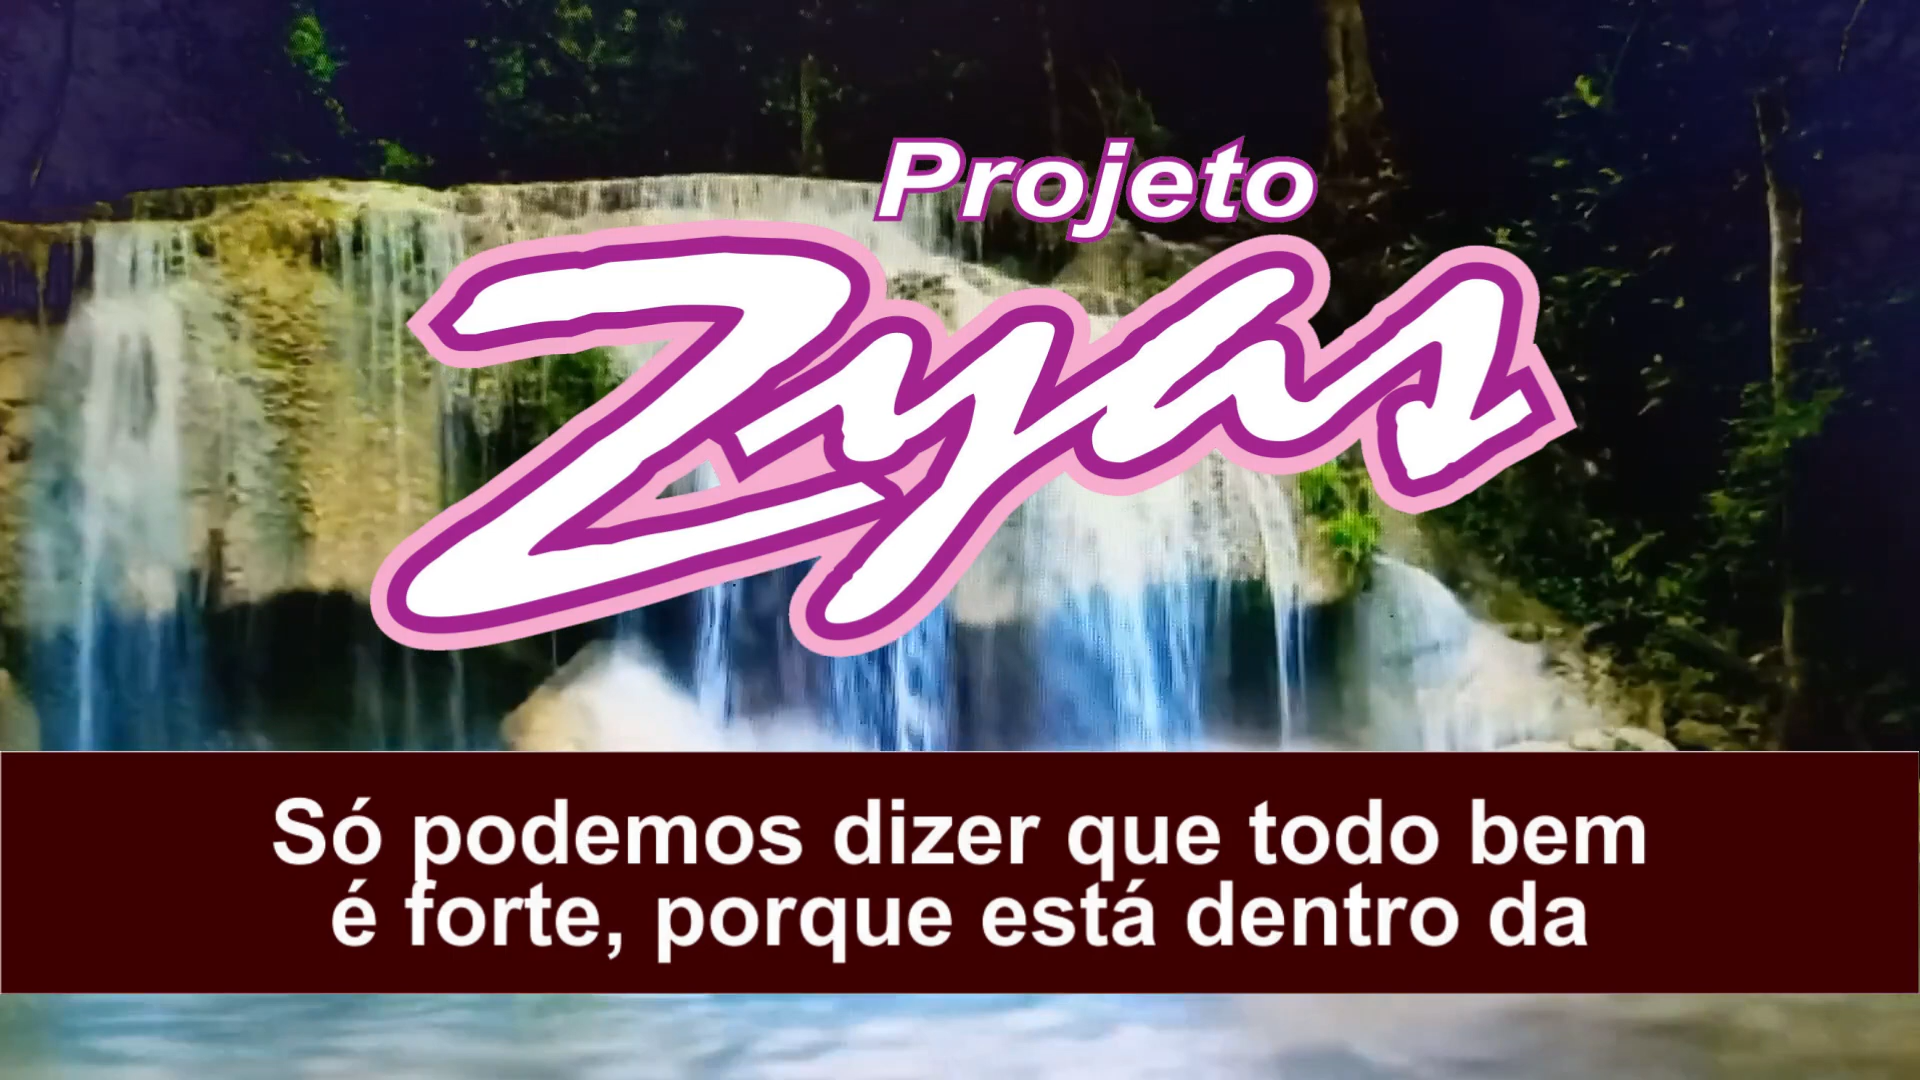 Projeto
Zyas
Só podemos dizer que todo bem
é forte, porque está dentro da